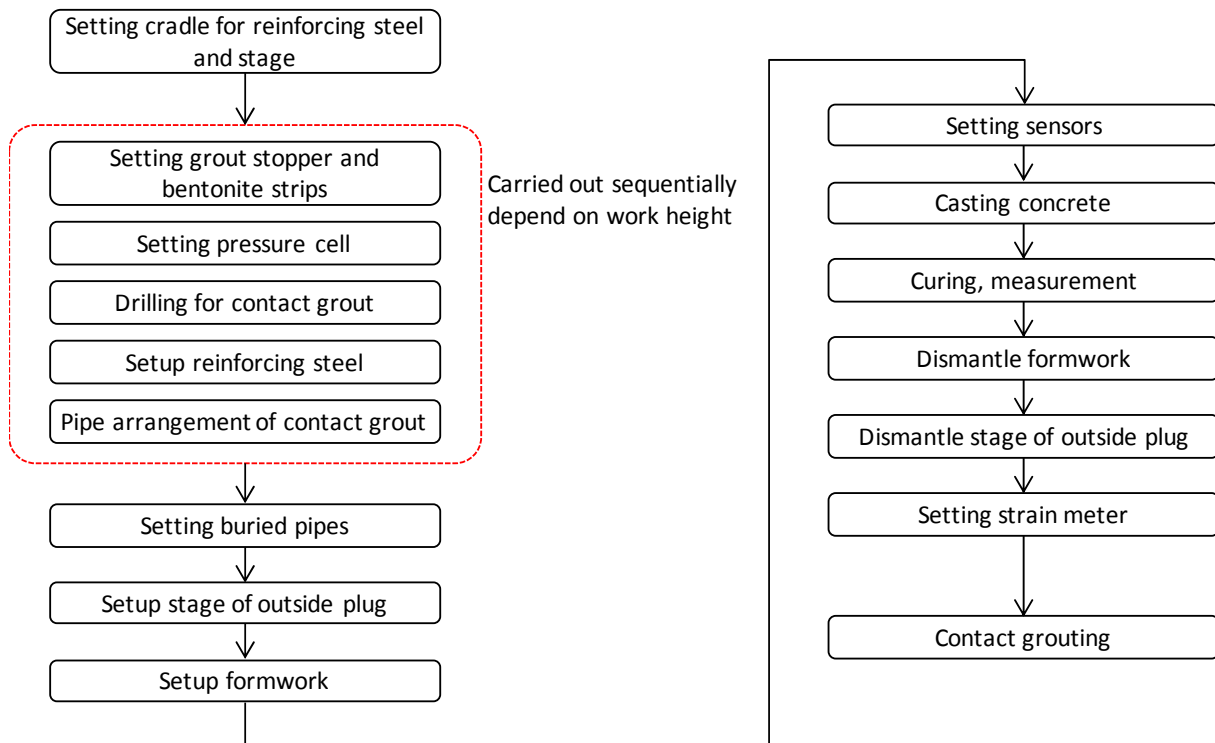 Setting cradle for reinforcing steel
and stage
Setting grout stopper and
bentonite strips
Setting pressure cell
Drilling for contact grout
Setup reinforcing steel
Pipe arrangement of contact grout
Carried out sequentially
depend on work height
Setting buried pipes
Setup stage of outside plug
Setup formwork
Setting sensors
Casting concrete
Curing, measurement
Dismantle formwork
Dismantle stage of outside plug
Setting strain meter
Contact grouting